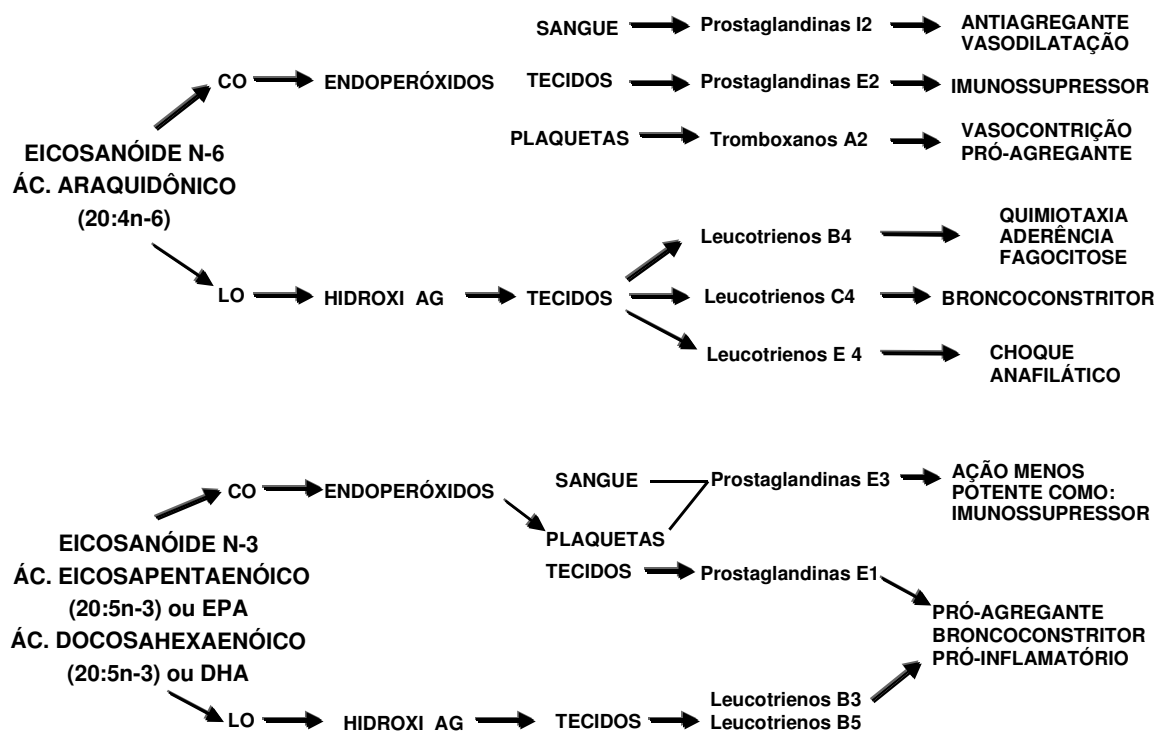 SANGUE Prostaglandinas I2 ANTIAGREGANTE
VASODILATAÇÃO
CO ENDOPERÓXIDOS TECIDOS Prostaglandinas E2 IMUNOSSUPRESSOR
PLAQUETAS Tromboxanos A2 VASOCONTRIÇÃO
PRÓ-AGREGANTE
EICOSANÓIDE N-6
ÁC. ARAQUIDÔNICO
(20:4n-6)
Leucotrienos B4 QUIMIOTAXIA
ADERÊNCIA
FAGOCITOSE
LO HIDROXI AG TECIDOS Leucotrienos C4 BRONCOCONSTRITOR
Leucotrienos E 4 CHOQUE
ANAFILÁTICO
CO ENDOPERÓXIDOS SANGUE Prostaglandinas E3 AÇÃO MENOS
POTENTE COMO:
IMUNOSSUPRESSOR
PLAQUETAS
TECIDOS Prostaglandinas E1
EICOSANÓIDE N-3
ÁC. EICOSAPENTAENÓICO
(20:5n-3) ou EPA
ÁC. DOCOSAHEXAENÓICO
(20:5n-3) ou DHA
PRÓ-AGREGANTE
BRONCOCONSTRITOR
PRÓ-INFLAMATÓRIO
LO HIDROXI AG TECIDOS Leucotrienos B3
Leucotrienos B5